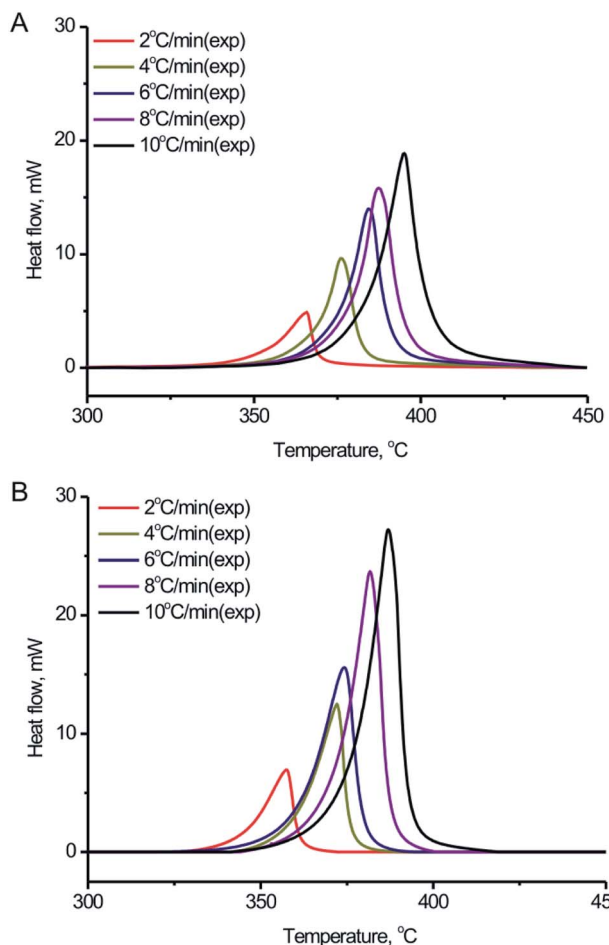 A
30
2°C/min(exp)
4°C/min(exp)
6°C/min(exp)
8°C/min(exp)
10°C/min(exp)
20
10
0
Heat flow, mW
300 350 400 450
Temperature, °C
B
30
2°C/min(exp)
4°C/min(exp)
6°C/min(exp)
8°C/min(exp)
10°C/min(exp)
20
10
0
Heat flow, mW
300 350 400 45
Temperature, °C